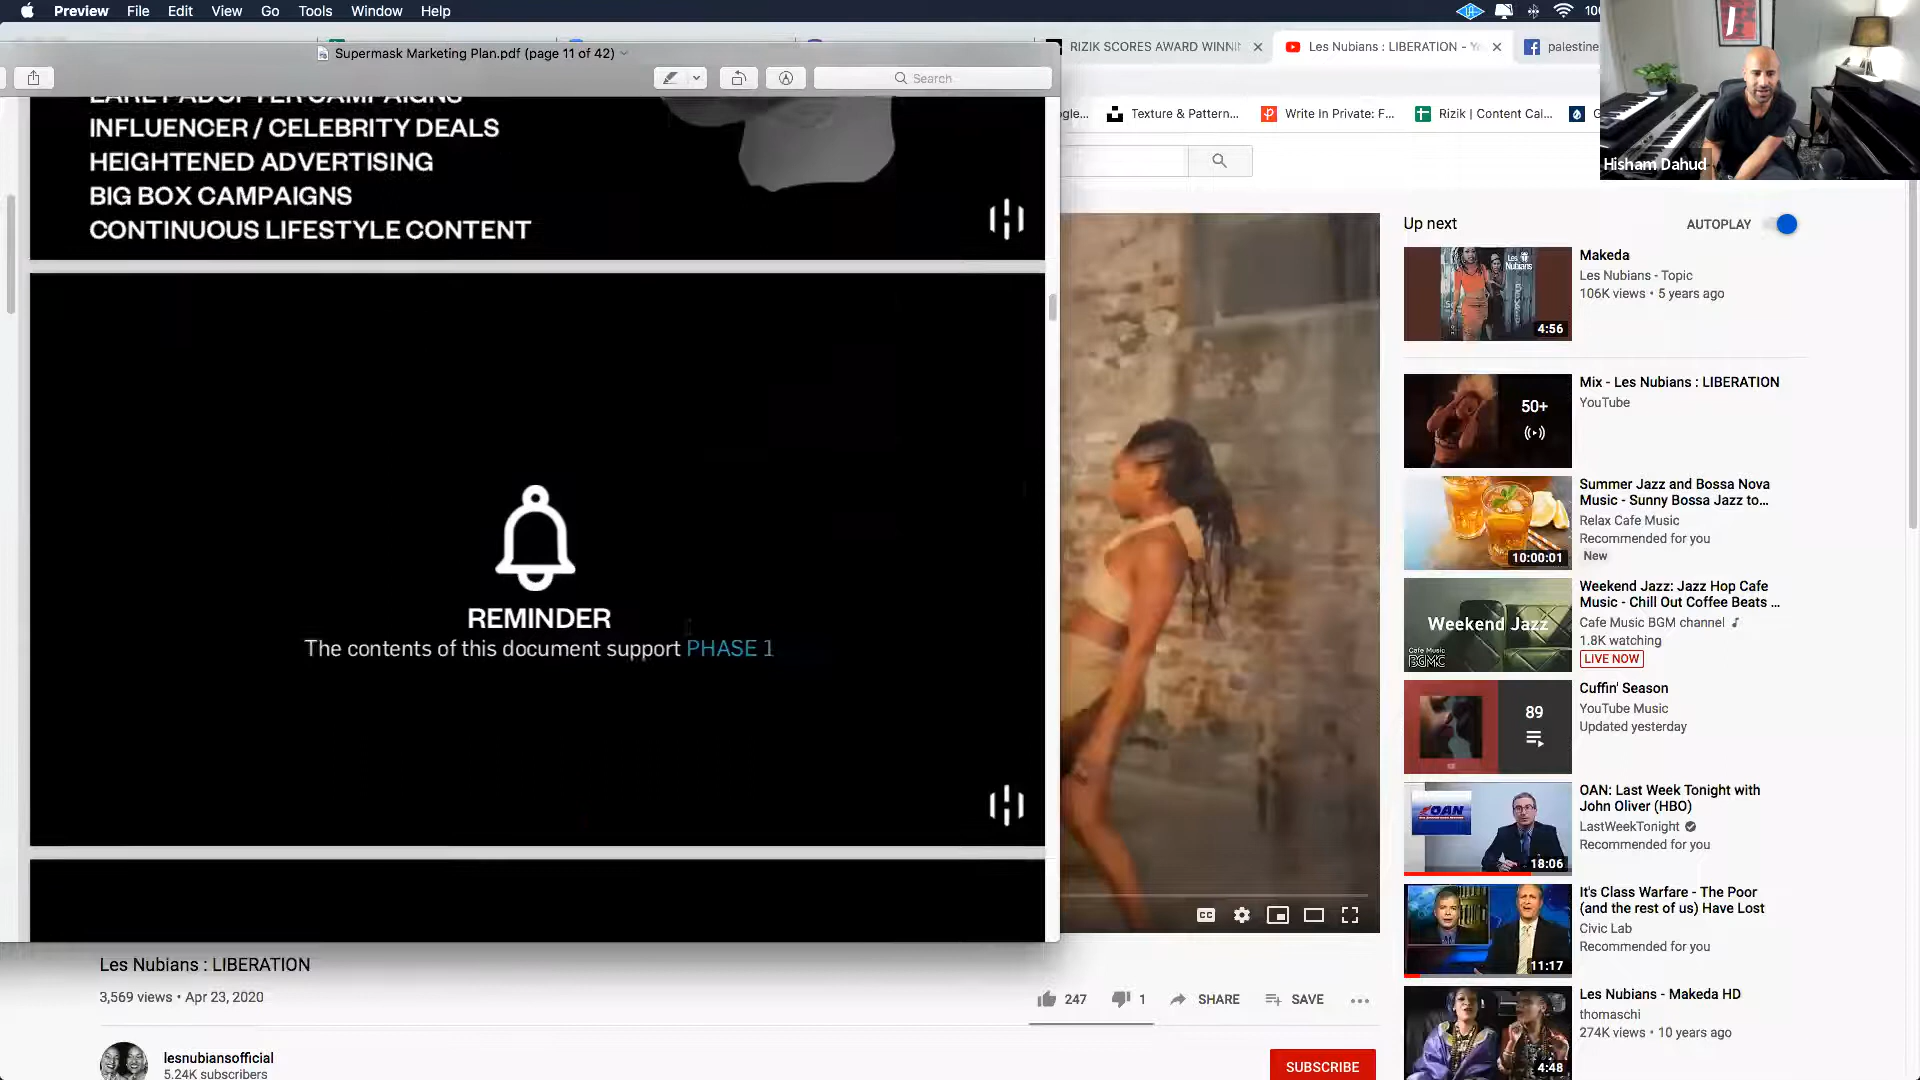 Preview File Edit View Go Tools Window Help
Supermask Marketing Plan.pdf (page 11 of 42)
Search
RIZIK SCORES AWARD WINNI
Les Nubians : LIBERATION - Y
palestine
Texture & Pattern...
Write In Private: F...
Rizik | Content Cal...
Hisham Dahud
INFLUENCER / CELEBRITY DEALS
HEIGHTENED ADVERTISING
BIG BOX CAMPAIGNS
CONTINUOUS LIFESTYLE CONTENT
REMINDER
The contents of this document support PHASE 1
Les Nubians : LIBERATION
3,569 views • Apr 23, 2020
247
1
SHARE
SAVE
lesnubiansofficial
5.24K subscribers
SUBSCRIBE
Up next
AUTOPLAY
Les Nubians
4:56
Makeda
Les Nubians - Topic
106K views • 5 years ago
50+
Mix - Les Nubians : LIBERATION
YouTube
10:00:01
Summer Jazz and Bossa Nova
Music - Sunny Bossa Jazz to...
Relax Cafe Music
Recommended for you
New
Weekend Jazz
Cafe Music
BGMC
Weekend Jazz: Jazz Hop Cafe
Music - Chill Out Coffee Beats ...
Cafe Music BGM channel
1.8K watching
LIVE NOW
89
Cuffin' Season
YouTube Music
Updated yesterday
OAN
18:06
OAN: Last Week Tonight with
John Oliver (HBO)
LastWeekTonight
Recommended for you
11:17
It's Class Warfare - The Poor
(and the rest of us) Have Lost
Civic Lab
Recommended for you
4:48
Les Nubians - Makeda HD
thomaschi
274K views • 10 years ago